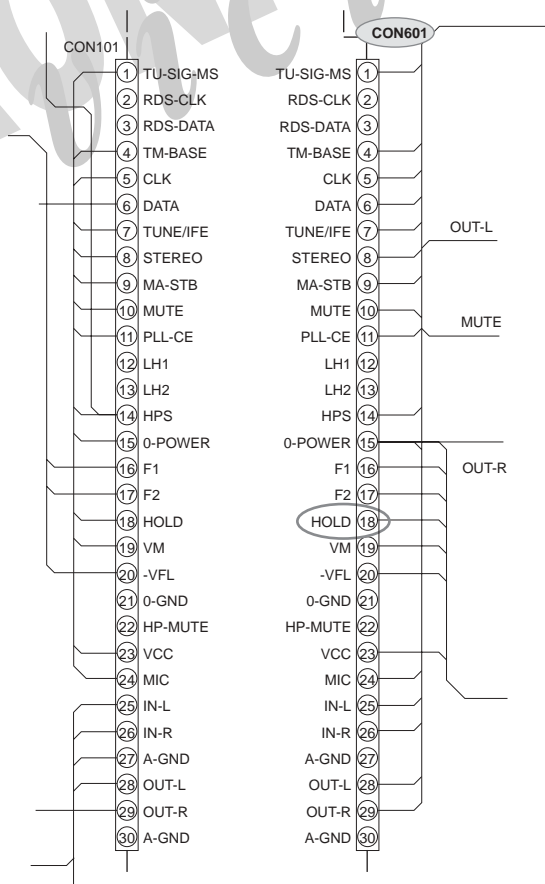 CON601
CON101
1 TU-SIG-MS TU-SIG-MS 1
2 RDS-CLK RDS-CLK 2
3 RDS-DATA RDS-DATA 3
4 TM-BASE TM-BASE 4
5 CLK CLK 5
6 DATA DATA 6
7 TUNE/IFE TUNE/IFE 7 OUT-L
8 STEREO STEREO 8
9 MA-STB MA-STB 9
10 MUTE MUTE 10 MUTE
11 PLL-CE PLL-CE 11
12 LH1 LH1 12
13 LH2 LH2 13
14 HPS HPS 14
15 0-POWER 0-POWER 15
16 F1 F1 16 OUT-R
17 F2 F2 17
18 HOLD HOLD 18
19 VM VM 19
20 -VFL -VFL 20
21 0-GND 0-GND 21
22 HP-MUTE HP-MUTE 22
23 VCC VCC 23
24 MIC MIC 24
25 IN-L IN-L 25
26 IN-R IN-R 26
27 A-GND A-GND 27
28 OUT-L OUT-L 28
29 OUT-R OUT-R 29
30 A-GND A-GND 30